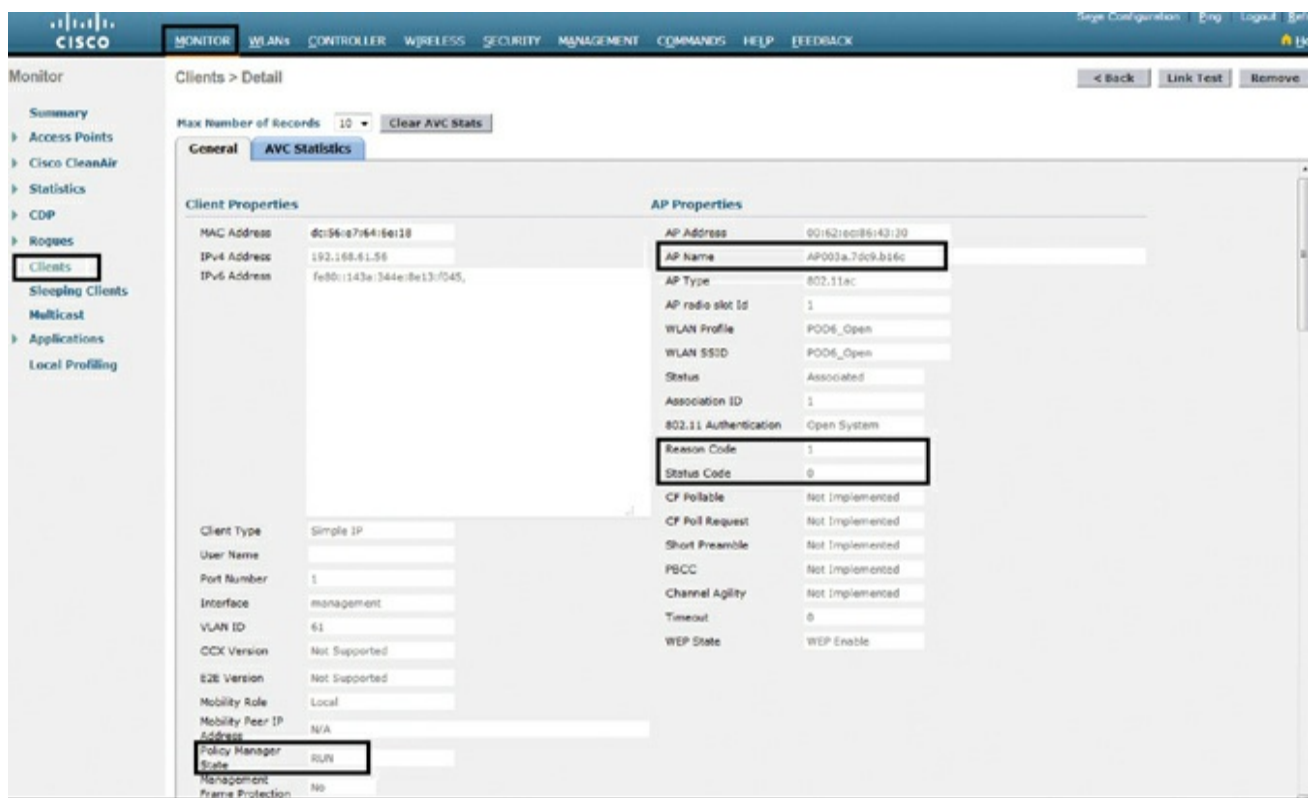 Save Configuration Ping Logout Ref
CISCO
MONITOR WLANs CONTROLLER WIRELESS SECURITY MANAGEMENT COMMANDS HELP FEEDBACK
Monitor
Summary
Access Points
Cisco CleanAir
Statistics
CDP
Rogues
Clients
Sleeping Clients
Multicast
Applications
Local Profiling
Clients > Detail
< Back Link Test Remove
Max Number of Records 10 Clear AVC Stats
General AVC Statistics
Client Properties
MAC Address dc:56:e7:64:6e:18
IPv4 Address 192.168.61.56
IPv6 Address fe80::143a:344e:8e13:f045,
Client Type Simple IP
User Name
Port Number 1
Interface management
VLAN ID 61
CCX Version Not Supported
E2E Version Not Supported
Mobility Role Local
Mobility Peer IP
Address N/A
Policy Manager
State RUN
Management
Frame Protection No
AP Properties
AP Address 00:62:ec:86:43:30
AP Name AP003a.7dc9.b16c
AP Type 802.11ac
AP radio slot Id 1
WLAN Profile POD6_Open
WLAN SSID POD6_Open
Status Associated
Association ID 1
802.11 Authentication Open System
Reason Code 1
Status Code 0
CF Pollable Not Implemented
CF Poll Request Not Implemented
Short Preamble Not Implemented
PBCC Not Implemented
Channel Agility Not Implemented
Timeout 0
WEP State WEP Enable